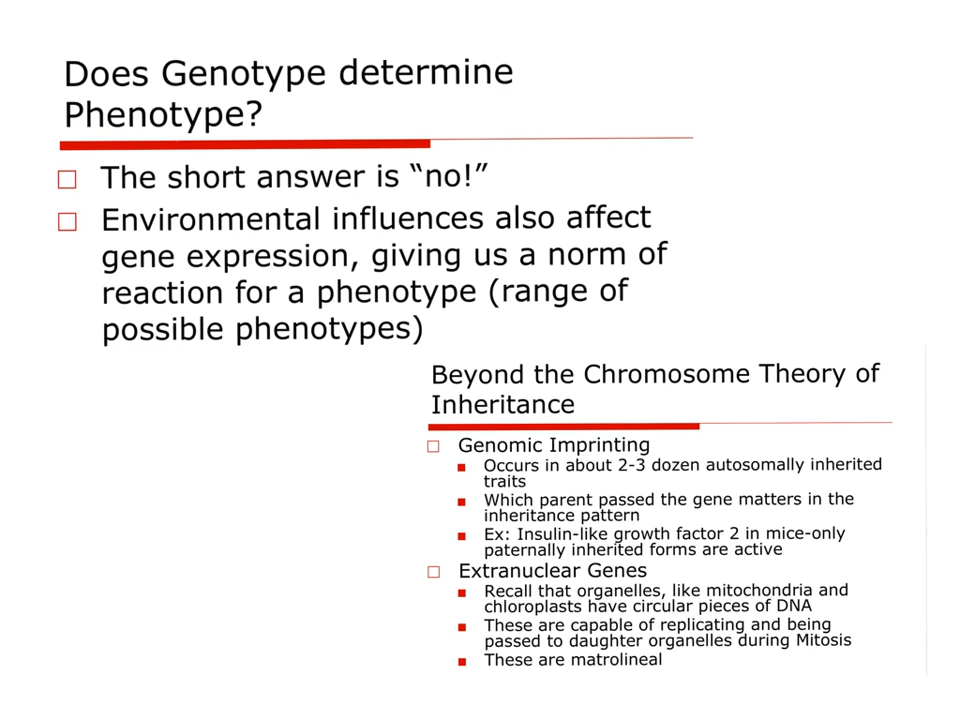 Does Genotype determine
Phenotype?
The short answer is “no!”
Environmental influences also affect
gene expression, giving us a norm of
reaction for a phenotype (range of
possible phenotypes)
Beyond the Chromosome Theory of
Inheritance
Genomic Imprinting
Occurs in about 2-3 dozen autosomally inherited
traits
Which parent passed the gene matters in the
inheritance pattern
Ex: Insulin-like growth factor 2 in mice-only
paternally inherited forms are active
Extranuclear Genes
Recall that organelles, like mitochondria and
chloroplasts have circular pieces of DNA
These are capable of replicating and being
passed to daughter organelles during Mitosis
These are matrolineal